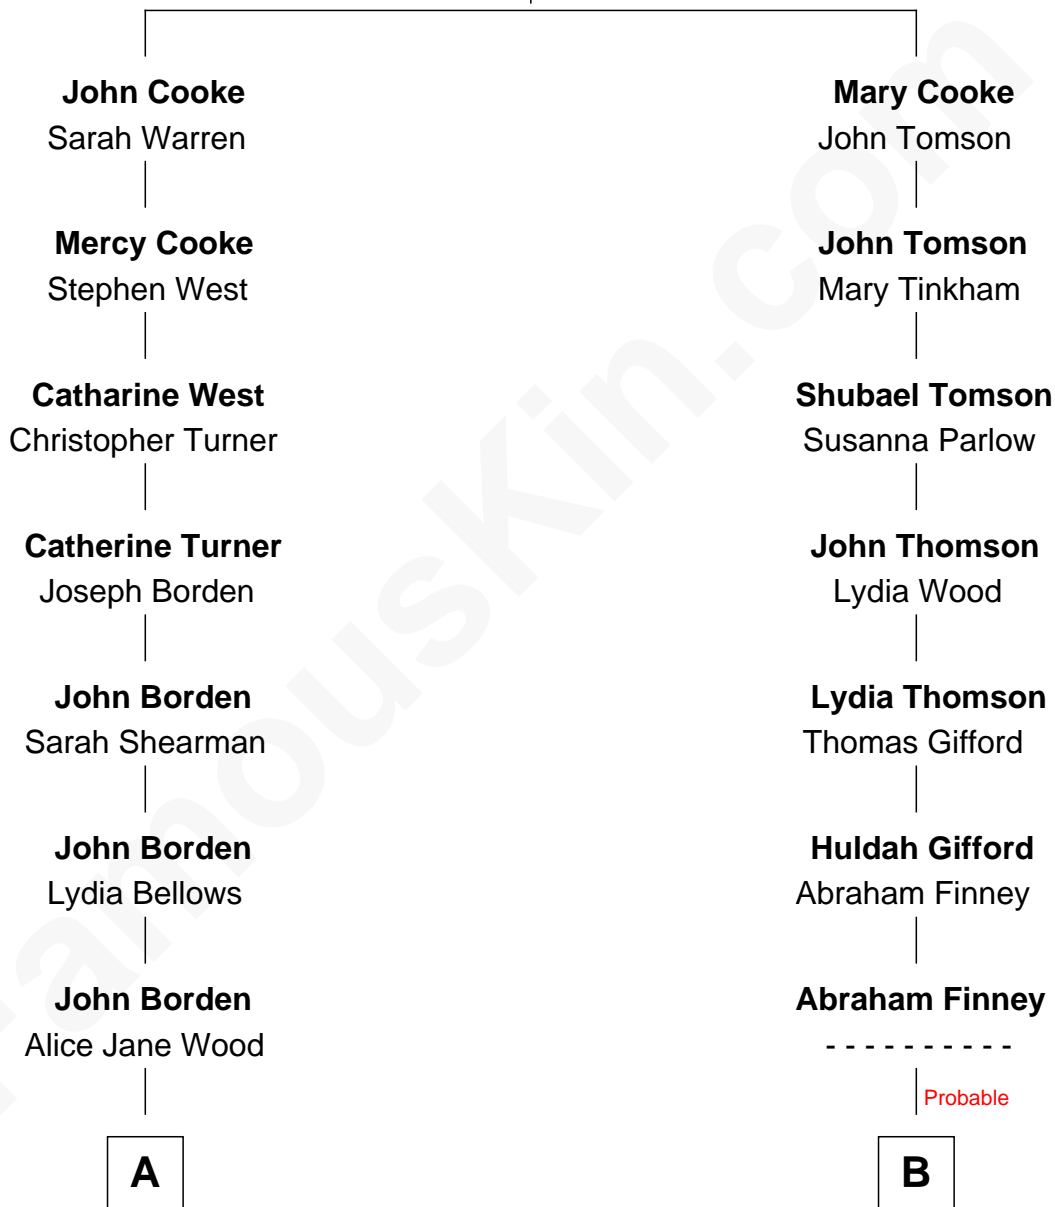 John Cooke
Sarah Warren
Mercy Cooke
Stephen West
Catharine West
Christopher Turner
Catherine Turner
Joseph Borden
John Borden
Sarah Shearman
John Borden
Lydia Bellows
John Borden
Alice Jane Wood
A
Mary Cooke
John Tomson
John Tomson
Mary Tinkham
Shubael Tomson
Susanna Parlow
John Thomson
Lydia Wood
Lydia Thomson
Thomas Gifford
Huldah Gifford
Abraham Finney
Abraham Finney
- - - - - - - - - -
Probable
B
FamousKin.com